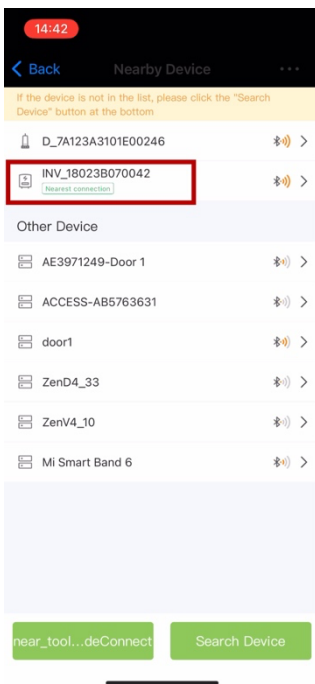 14:42
Back
Nearby Device
If the device is not in the list, please click the "Search
Device" button at the bottom
D_7A123A3101E00246
INV_18023B070042
Nearest connection
Other Device
AE3971249-Door 1
ACCESS-AB5763631
door1
ZenD4_33
ZenV4_10
Mi Smart Band 6
near_tool...deConnect
Search Device